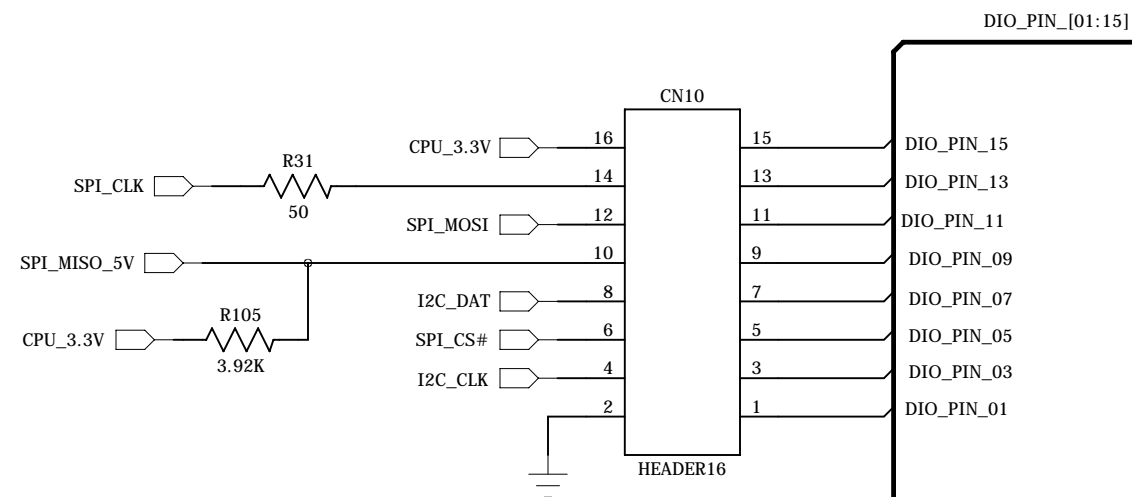 DIO_PIN_[01:15]
CN10
CPU_3.3V 16 15 DIO_PIN_15
R31
SPI_CLK 14 13 DIO_PIN_13
50
SPI_MOSI 12 11 DIO_PIN_11
SPI_MISO_5V 10 9 DIO_PIN_09
I2C_DAT 8 7 DIO_PIN_07
R105
CPU_3.3V SPI_CS# 6 5 DIO_PIN_05
3.92K
I2C_CLK 4 3 DIO_PIN_03
2 1 DIO_PIN_01
HEADER16